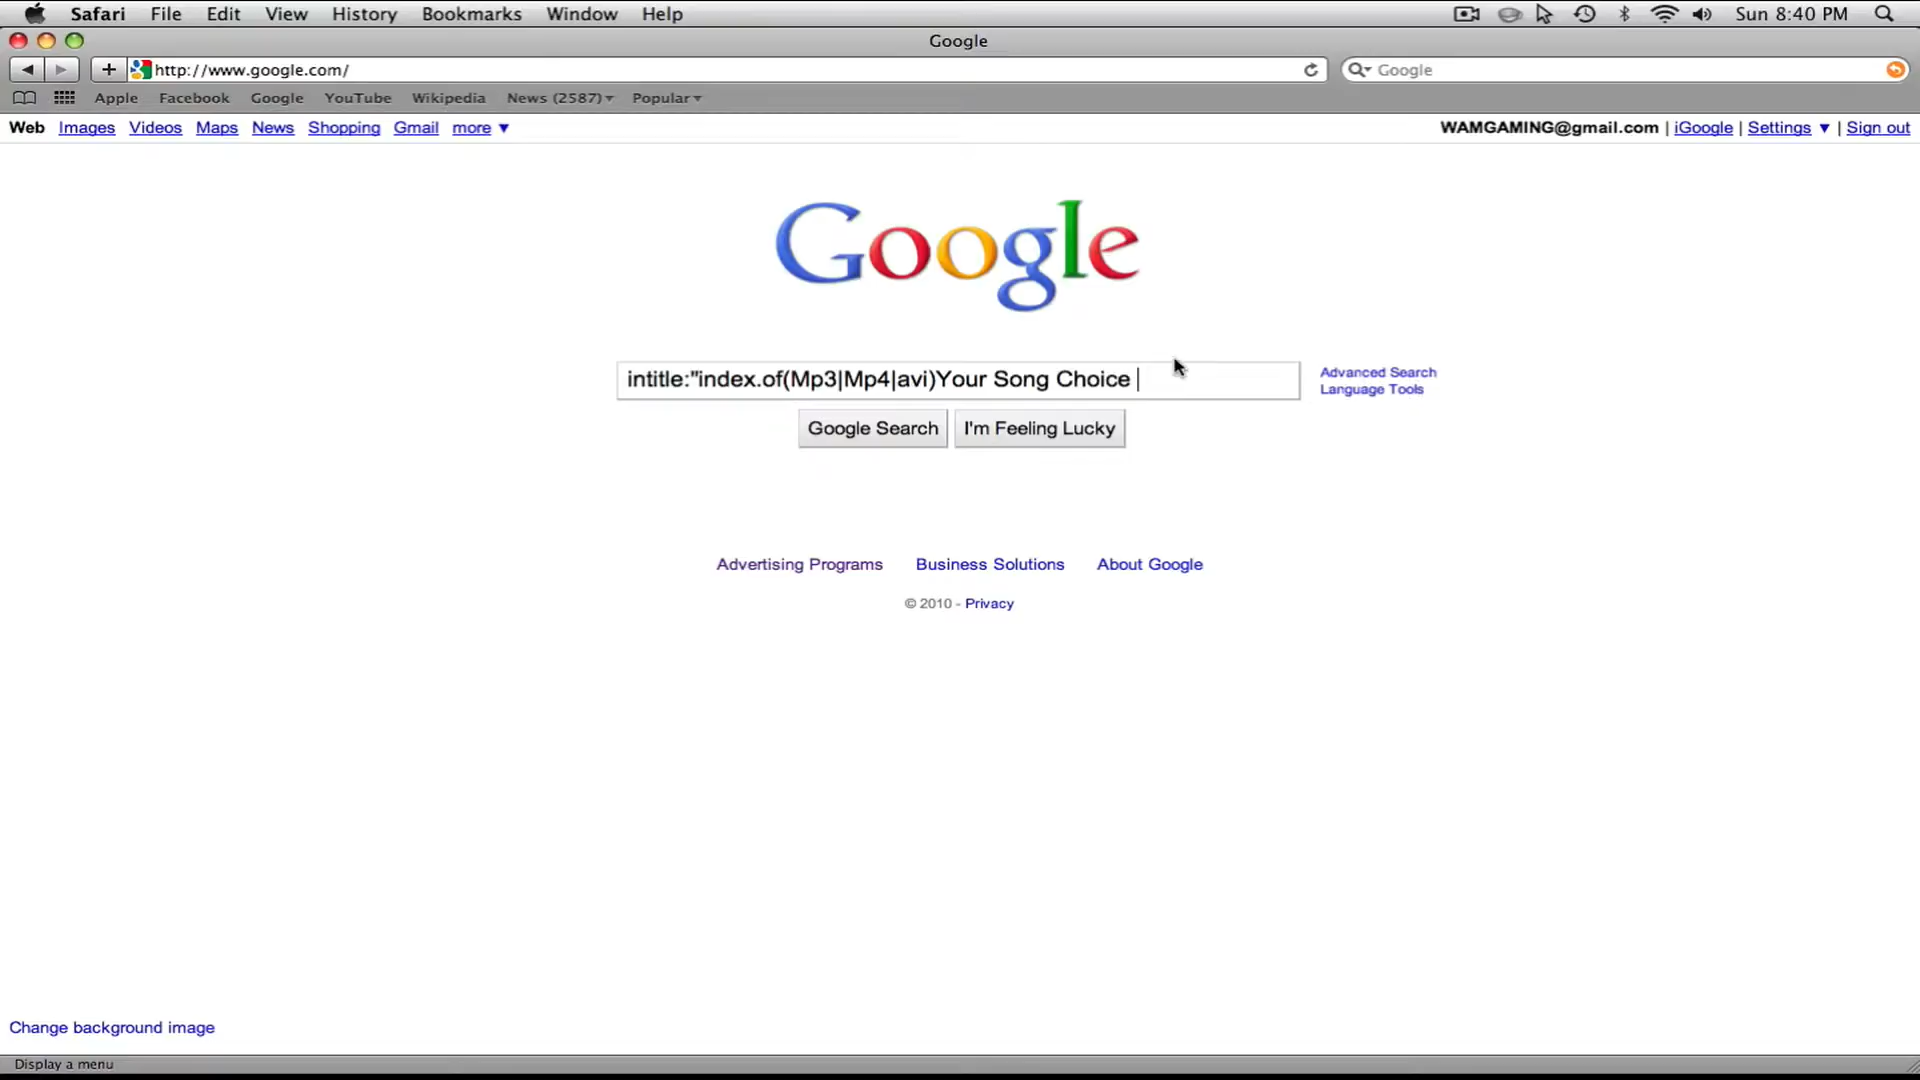 Safari File Edit View History Bookmarks Window Help Sun 8:40 PM
Google
http://www.google.com/ Google
Apple Facebook Google YouTube Wikipedia News (2587)▾ Popular▾
Web Images Videos Maps News Shopping Gmail more ▼ WAMGAMING@gmail.com | iGoogle | Settings ▼ | Sign out
Google
intitle:"index.of(Mp3|Mp4|avi)Your Song Choice
Advanced Search
Language Tools
Google Search I'm Feeling Lucky
Advertising Programs Business Solutions About Google
© 2010 - Privacy
Change background image
Display a menu